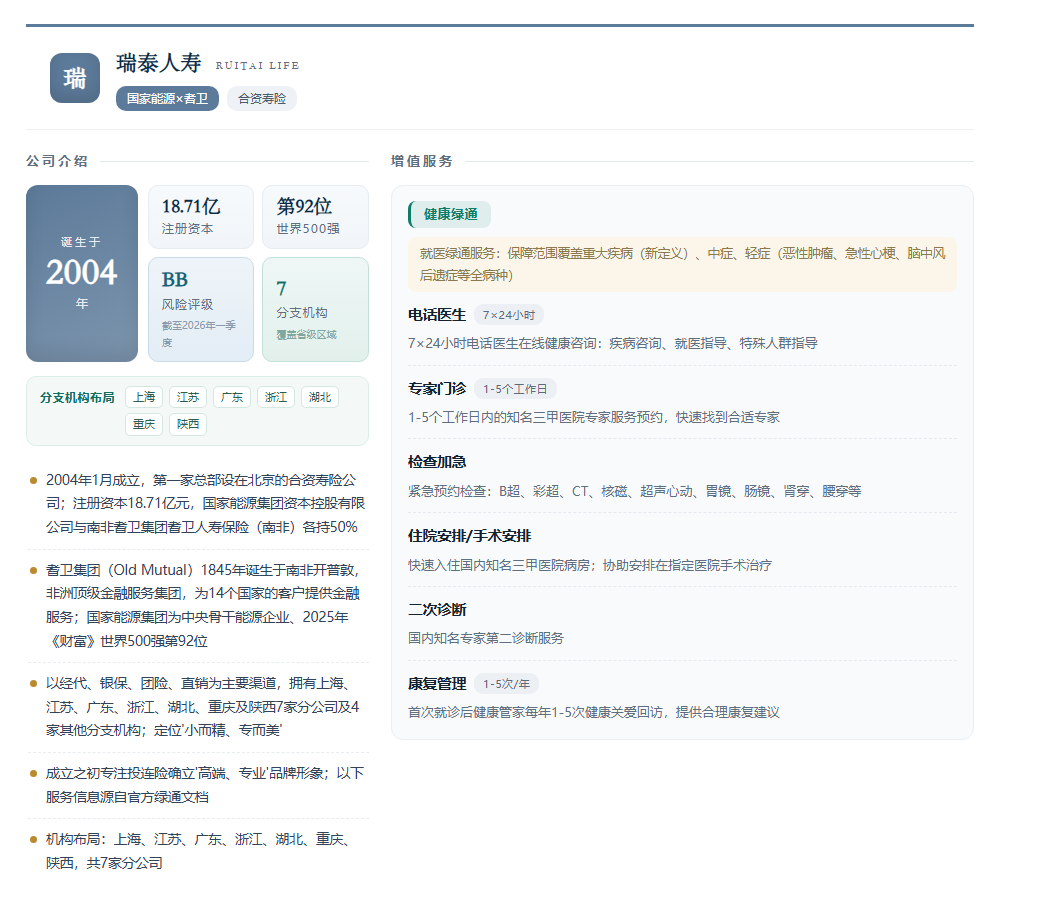 瑞
瑞泰人寿 RUITAI LIFE
国家能源×耆卫 合资寿险
公司介绍
诞生于
2004
年
18.71亿
注册资本
第92位
世界500强
BB
风险评级
截至2026年一季
度
7
分支机构
覆盖省级区域
分支机构布局 上海 江苏 广东 浙江 湖北
重庆 陕西
2004年1月成立，第一家总部设在北京的合资寿险公
司；注册资本18.71亿元，国家能源集团资本控股有限
公司与南非耆卫集团耆卫人寿保险（南非）各持50%
耆卫集团（Old Mutual）1845年诞生于南非开普敦，
非洲顶级金融服务集团，为14个国家的客户提供金融
服务；国家能源集团为中央骨干能源企业、2025年
《财富》世界500强第92位
以经代、银保、团险、直销为主要渠道，拥有上海、
江苏、广东、浙江、湖北、重庆及陕西7家分公司及4
家其他分支机构；定位'小而精、专而美'
成立之初专注投连险确立'高端、专业'品牌形象；以下
服务信息源自官方绿通文档
机构布局：上海、江苏、广东、浙江、湖北、重庆、
陕西，共7家分公司
增值服务
健康绿通
就医绿通服务：保障范围覆盖重大疾病（新定义）、中症、轻症（恶性肿瘤、急性心梗、脑中风
后遗症等全病种）
电话医生 7×24小时
7×24小时电话医生在线健康咨询：疾病咨询、就医指导、特殊人群指导
专家门诊 1-5个工作日
1-5个工作日内的知名三甲医院专家服务预约，快速找到合适专家
检查加急
紧急预约检查：B超、彩超、CT、核磁、超声心动、胃镜、肠镜、肾穿、腰穿等
住院安排/手术安排
快速入住国内知名三甲医院病房；协助安排在指定医院手术治疗
二次诊断
国内知名专家第二诊断服务
康复管理 1-5次/年
首次就诊后健康管家每年1-5次健康关爱回访，提供合理康复建议